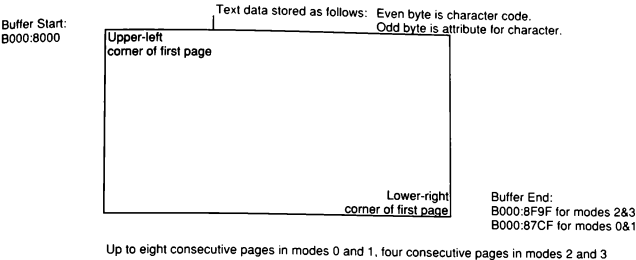 Text data stored as follows: Even byte is character code.
Odd byte is attribute for character.
Buffer Start:
B000:8000
Upper-left
corner of first page
Lower-right
corner of first page
Buffer End:
B000:8F9F for modes 2&3
B000:87CF for modes 0&1
Up to eight consecutive pages in modes 0 and 1, four consecutive pages in modes 2 and 3